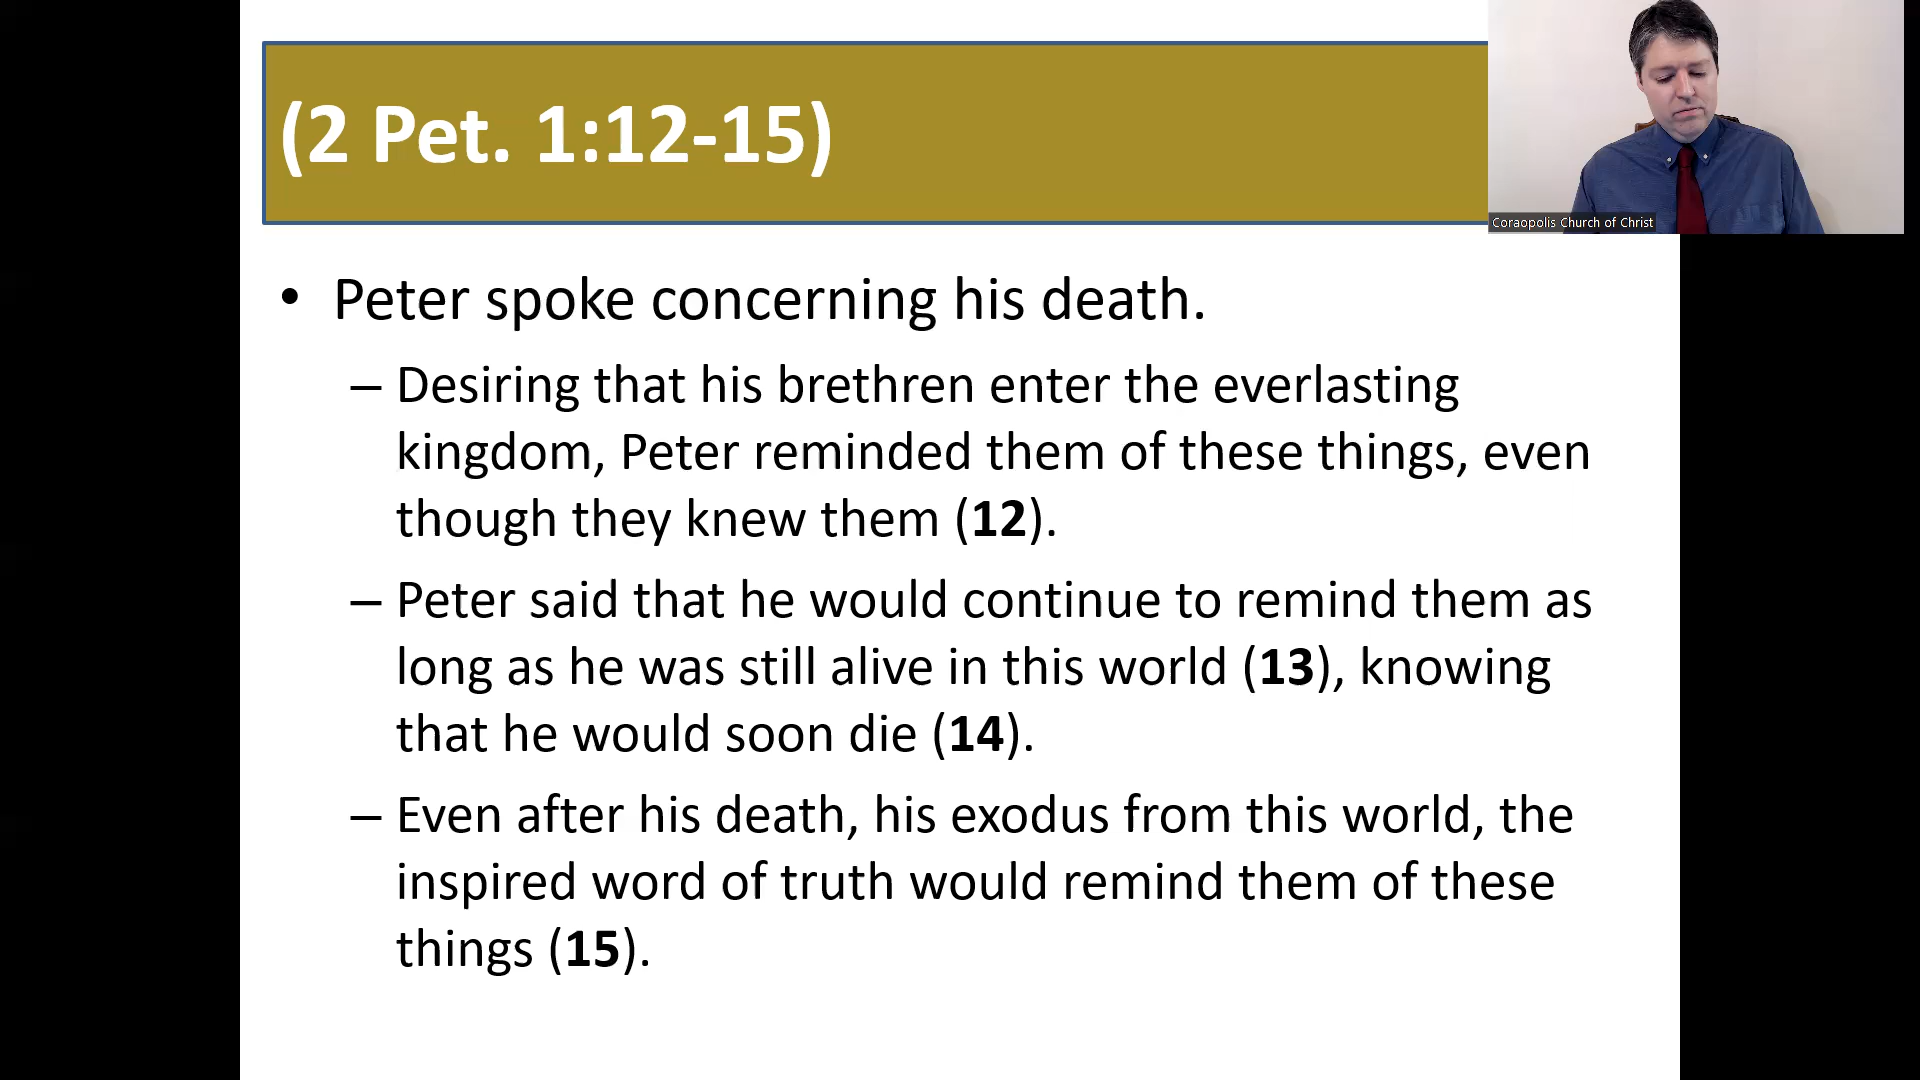 (2 Pet. 1:12-15)
Coraopolis Church of Christ
• Peter spoke concerning his death.
– Desiring that his brethren enter the everlasting
kingdom, Peter reminded them of these things, even
though they knew them (12).
– Peter said that he would continue to remind them as
long as he was still alive in this world (13), knowing
that he would soon die (14).
– Even after his death, his exodus from this world, the
inspired word of truth would remind them of these
things (15).